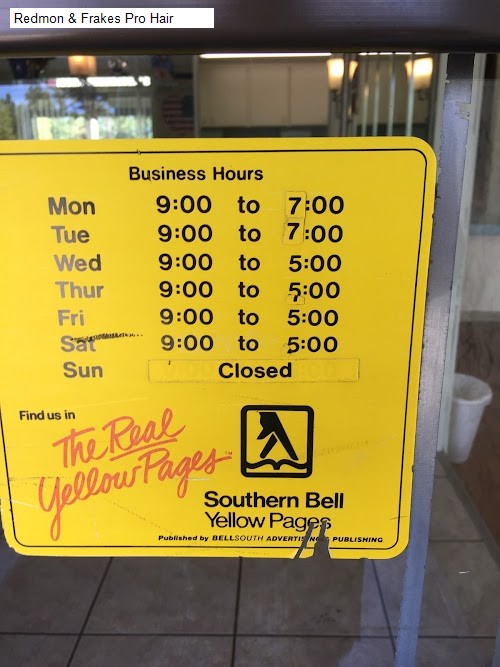 Redmon & Frakes Pro Hair
Business Hours
Mon 9:00 to 7:00
Tue 9:00 to 7:00
Wed 9:00 to 5:00
Thur 9:00 to 5:00
Fri 9:00 to 5:00
Sat 9:00 to 5:00
Sun Closed
Find us in
The Real
Yellow Pages™
Southern Bell
Yellow Pages
Published by BELLSOUTH ADVERTISING & PUBLISHING